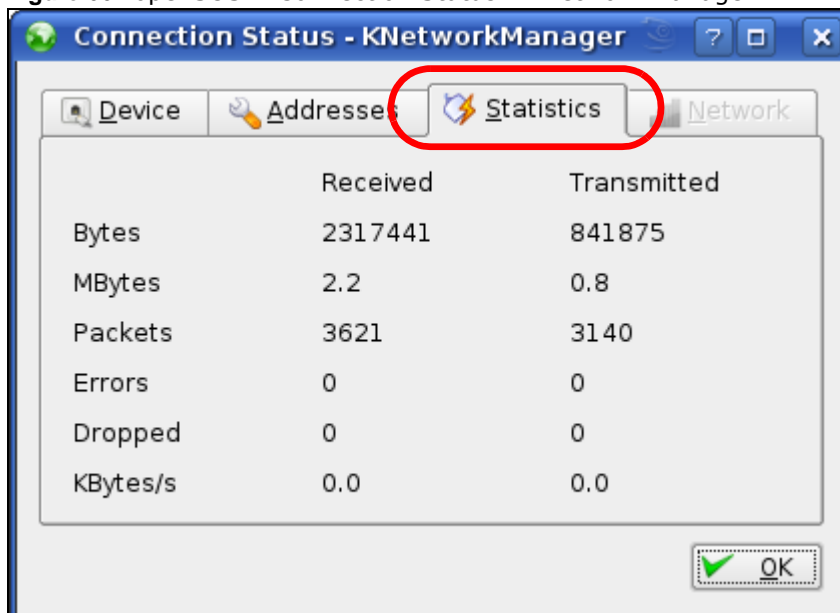 Connection Status - KNetworkManager
Device Addresses Statistics Network
Received Transmitted
Bytes 2317441 841875
MBytes 2.2 0.8
Packets 3621 3140
Errors 0 0
Dropped 0 0
KBytes/s 0.0 0.0
OK